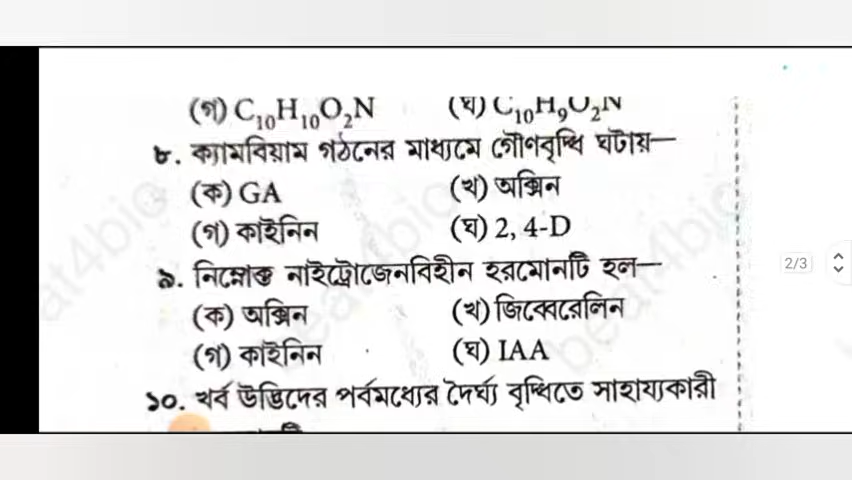 (গ) C₁₀H₁₀O₂N (ঘ) C₁₀H₉O₂N
৮. ক্যামবিয়াম গঠনের মাধ্যমে গৌণবৃদ্ধি ঘটায়—
(ক) GA (খ) অক্সিন
(গ) কাইনিন (ঘ) 2, 4-D
৯. নিম্নোক্ত নাইট্রোজেনবিহীন হরমোনটি হল—
(ক) অক্সিন (খ) জিব্বেরেলিন
(গ) কাইনিন (ঘ) IAA
১০. খর্ব উদ্ভিদের পর্বমধ্যের দৈর্ঘ্য বৃদ্ধিতে সাহায্যকারী
2/3
beat4bio